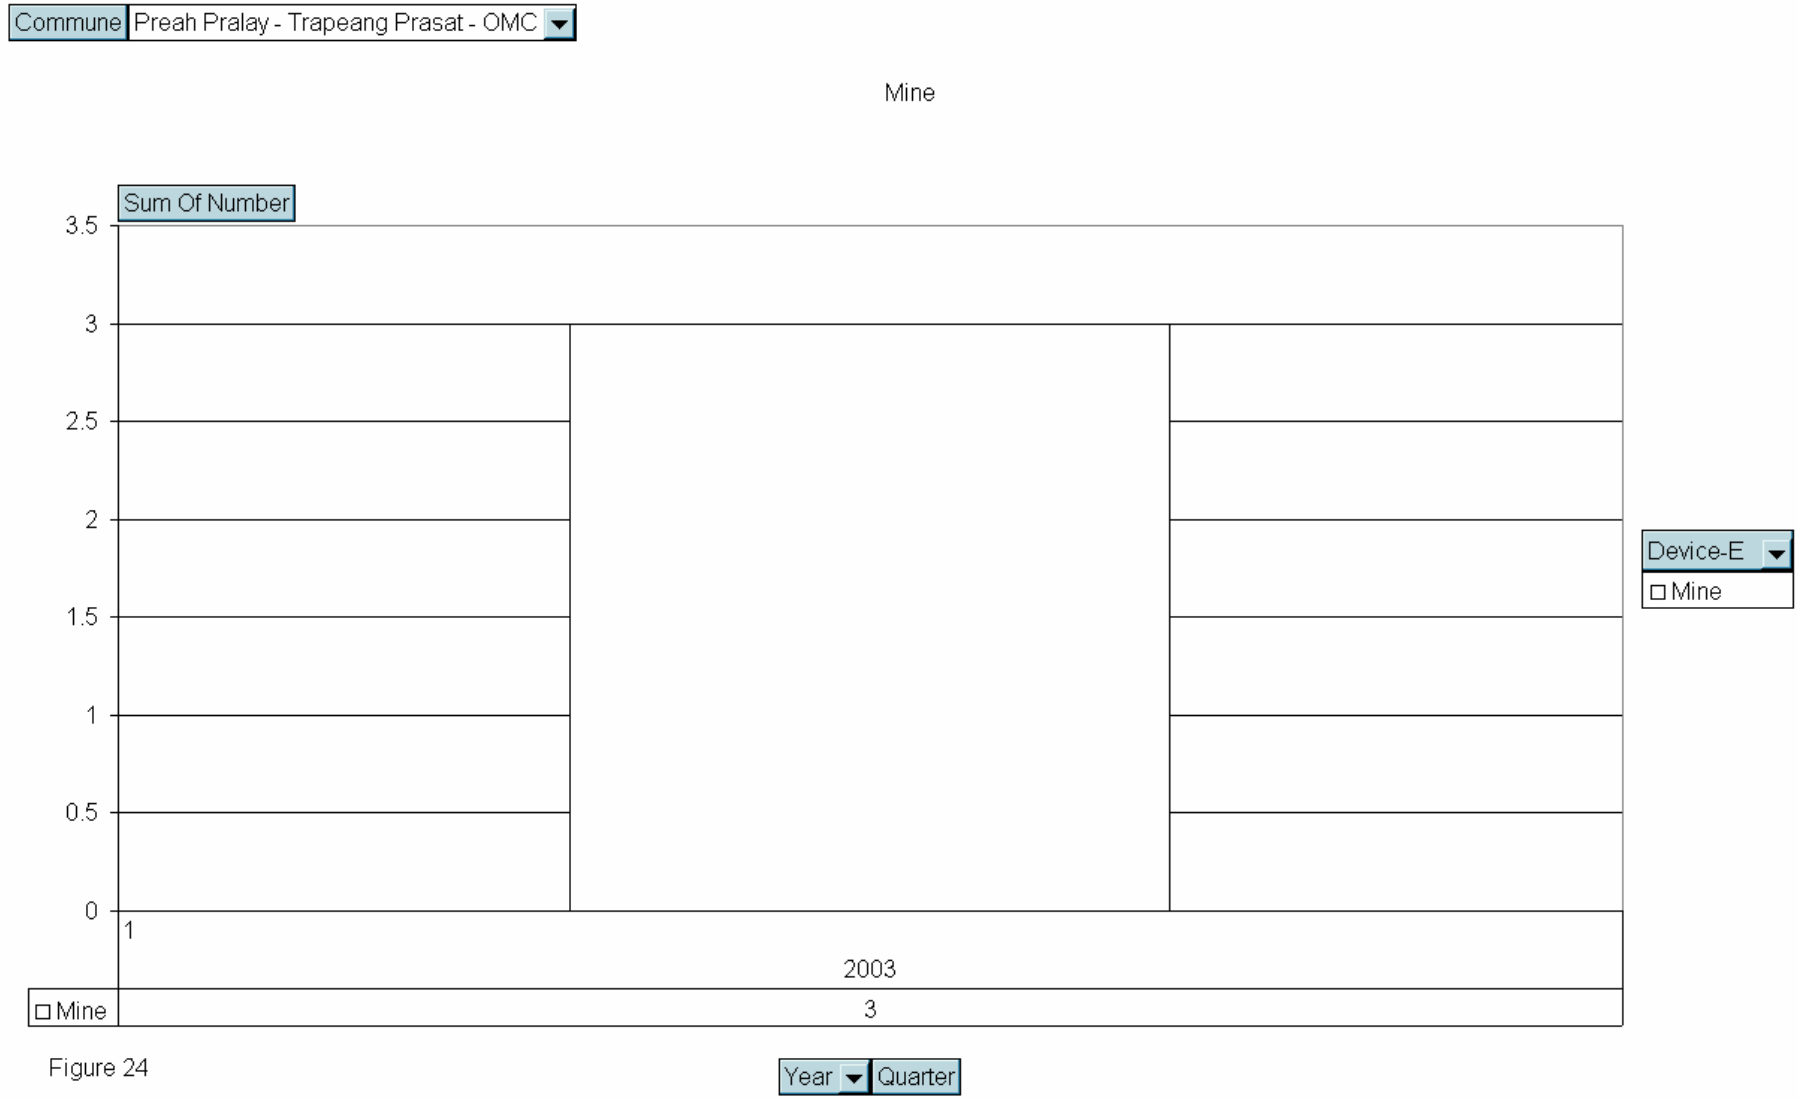 Commune Preah Pralay - Trapeang Prasat - OMC
Mine
Sum Of Number
3.5
3
2.5
2
1.5
1
0.5
0
Device-E
Mine
1
2003
Mine 3
Figure 24
Year Quarter